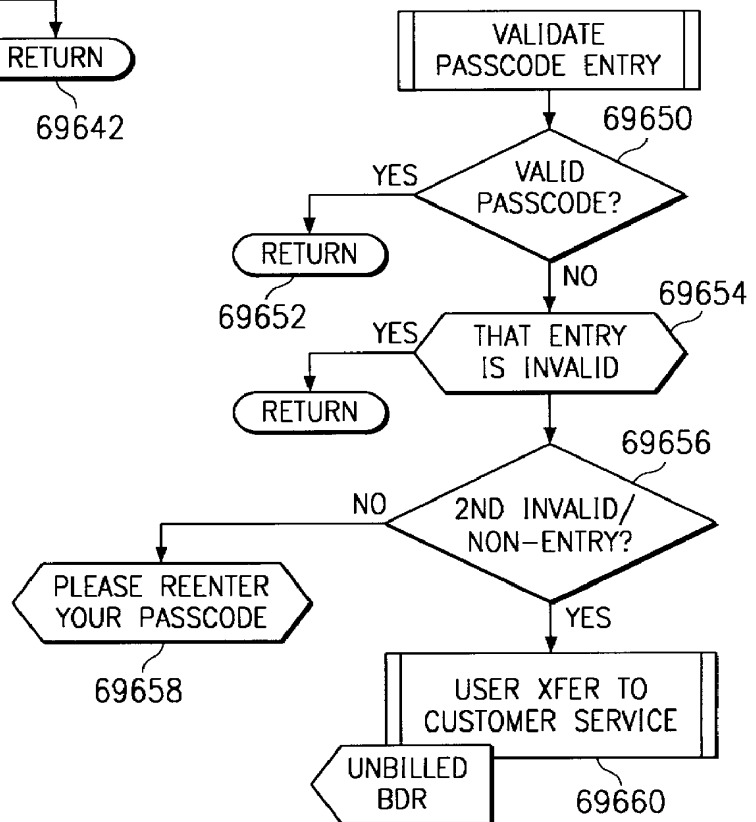 RETURN
69642
VALIDATE
PASSCODE ENTRY
69650
VALID
PASSCODE?
YES
RETURN
69652
NO
69654
THAT ENTRY
IS INVALID
YES
RETURN
69656
2ND INVALID/
NON-ENTRY?
NO
PLEASE REENTER
YOUR PASSCODE
69658
YES
USER XFER TO
CUSTOMER SERVICE
UNBILLED
BDR
69660